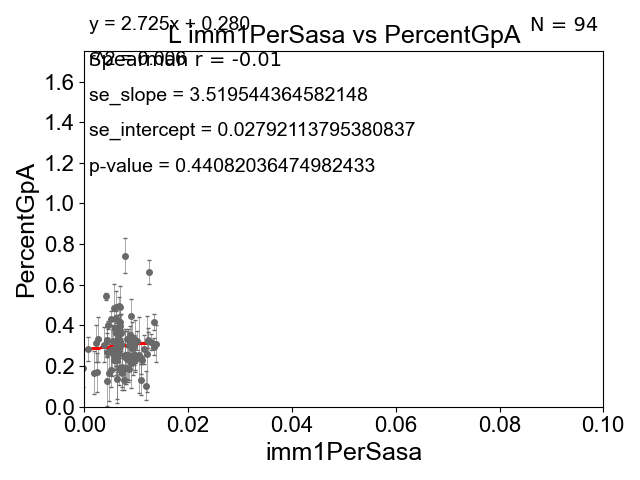 y = 2.725x + 0.280
N = 94
L imm1PerSasa vs PercentGpA
Spearman r = -0.01
se_slope = 3.519544364582148
se_intercept = 0.02792113795380837
p-value = 0.44082036474982433
PercentGpA
1.6
1.4
1.2
1.0
0.8
0.6
0.4
0.2
0.0
0.00 0.02 0.04 0.06 0.08 0.10
imm1PerSasa